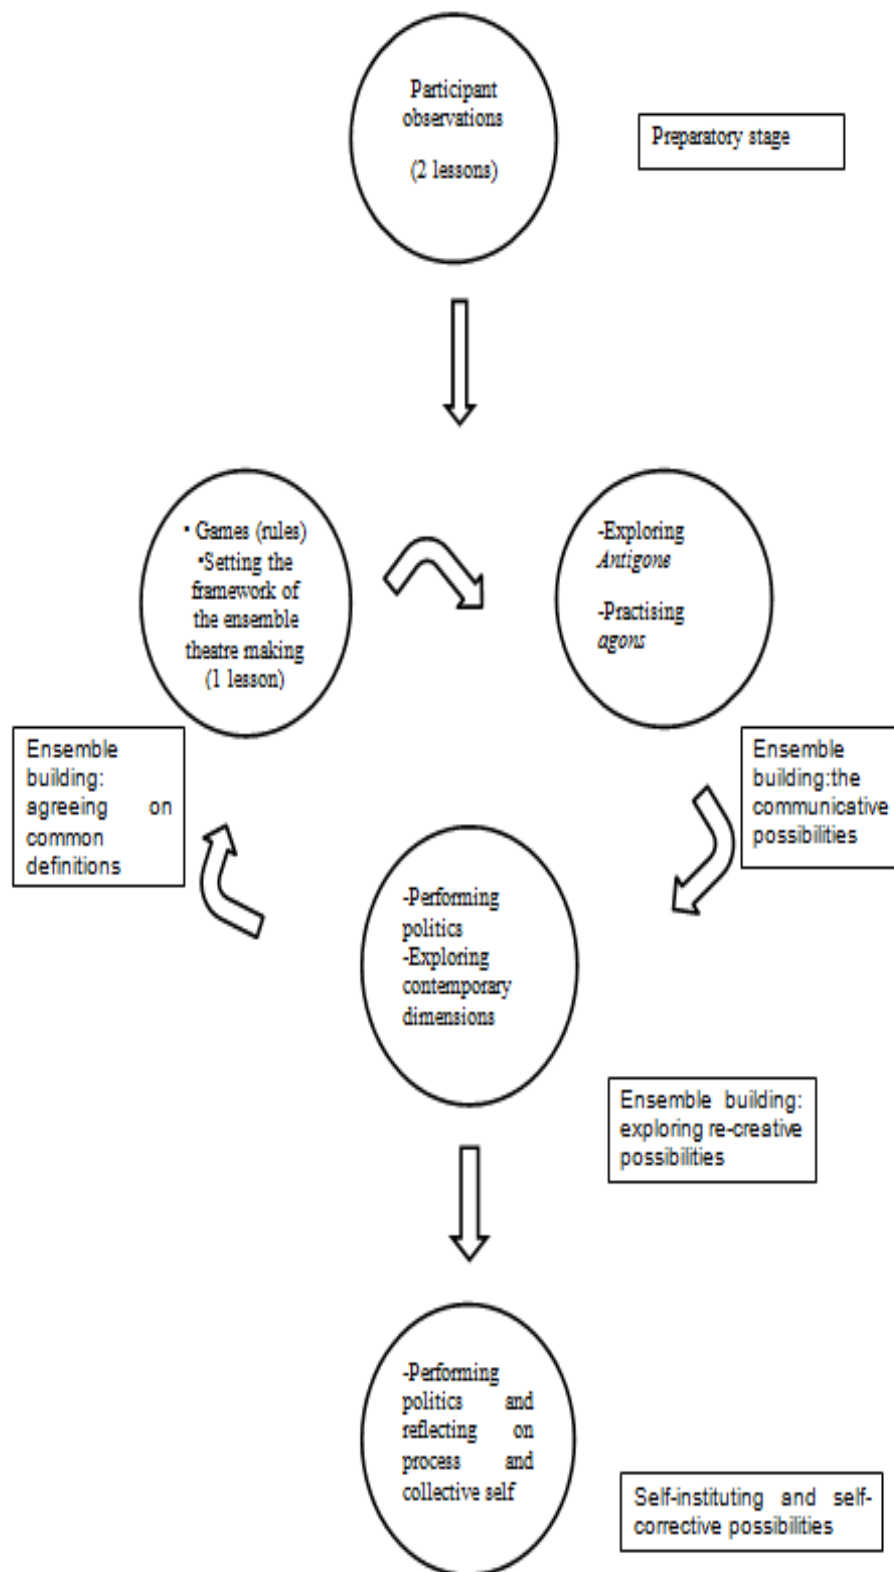 Participant
observations
(2 lessons)
Preparatory stage
• Games (rules)
•Setting the
framework of
the ensemble
theatre making
(1 lesson)
-Exploring
Antigone
-Practising
agons
Ensemble
building:
agreeing on
common
definitions
Ensemble
building:the
communicative
possibilities
-Performing
politics
-Exploring
contemporary
dimensions
Ensemble building:
exploring re-creative
possibilities
-Performing
politics and
reflecting on
process and
collective self
Self-instituting and self-
corrective possibilities